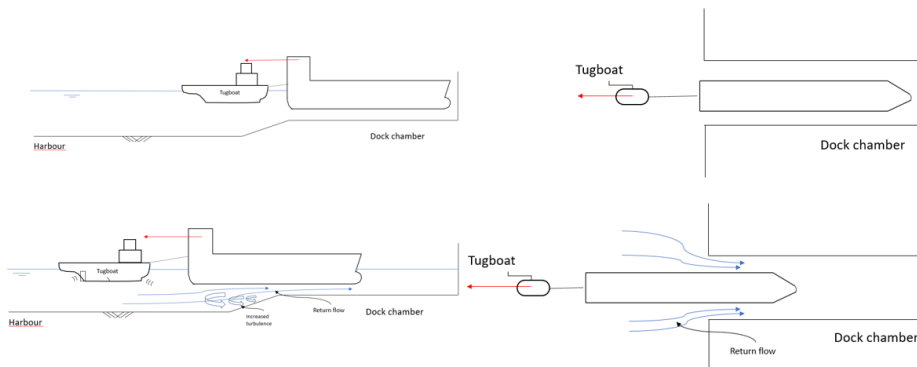 Tugboat
Harbour
Dock chamber
Tugboat
Dock chamber
Tugboat
Harbour
Increased
turbulence
Return flow
Dock chamber
Tugboat
Return flow
Dock chamber